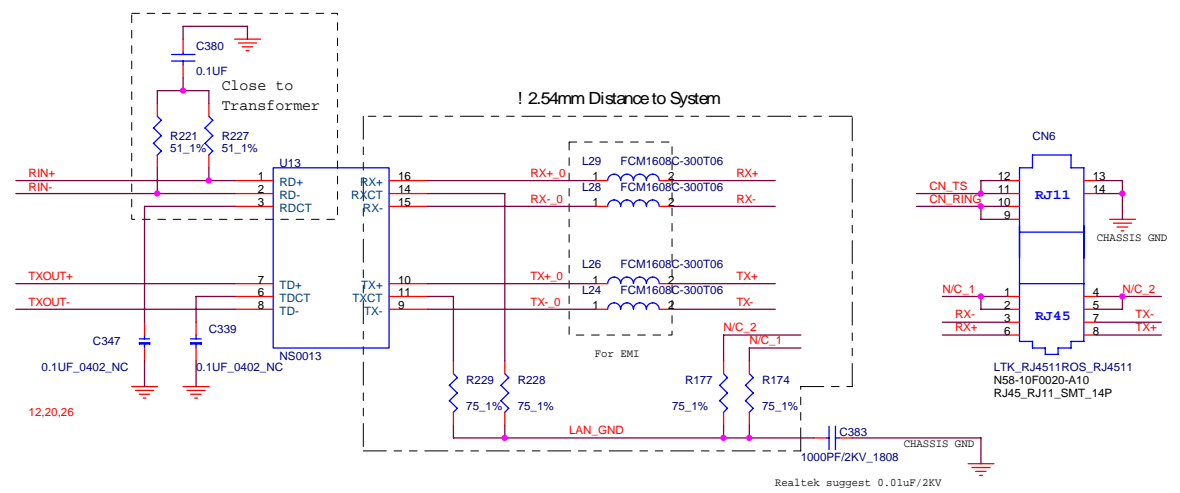 C380
0.1UF
Close to
Transformer
! 2.54mm Distance to System
R221
51_1%
R227
51_1%
U13
RIN+
RIN-
1
2
3
RD+
RD-
RDCT
RX+
RXCT
RX-
16
14
15
RX+_0
RX-_0
L29
FCM1608C-300T06
1
2
RX+
L28
FCM1608C-300T06
1
2
RX-
TXOUT+
TXOUT-
7
6
8
TD+
TDCT
TD-
TX+
TXCT
TX-
10
11
9
TX+_0
TX-_0
L26
FCM1608C-300T06
1
2
TX+
L24
FCM1608C-300T06
1
2
TX-
NS0013
C347
0.1UF_0402_NC
C339
0.1UF_0402_NC
For EMI
N/C_2
N/C_1
R229
75_1%
R228
75_1%
R177
75_1%
R174
75_1%
12,20,26
LAN_GND
C383
1000PF/2KV_1808
CHASSIS GND
Realtek suggest 0.01uF/2KV
CN6
CN_TS
CN_RING
12
11
10
9
RJ11
13
14
CHASSIS GND
N/C_1
RX-
RX+
1
2
3
6
RJ45
4
5
7
8
N/C_2
TX-
TX+
LTK_RJ4511ROS_RJ4511
N58-10F0020-A10
RJ45_RJ11_SMT_14P